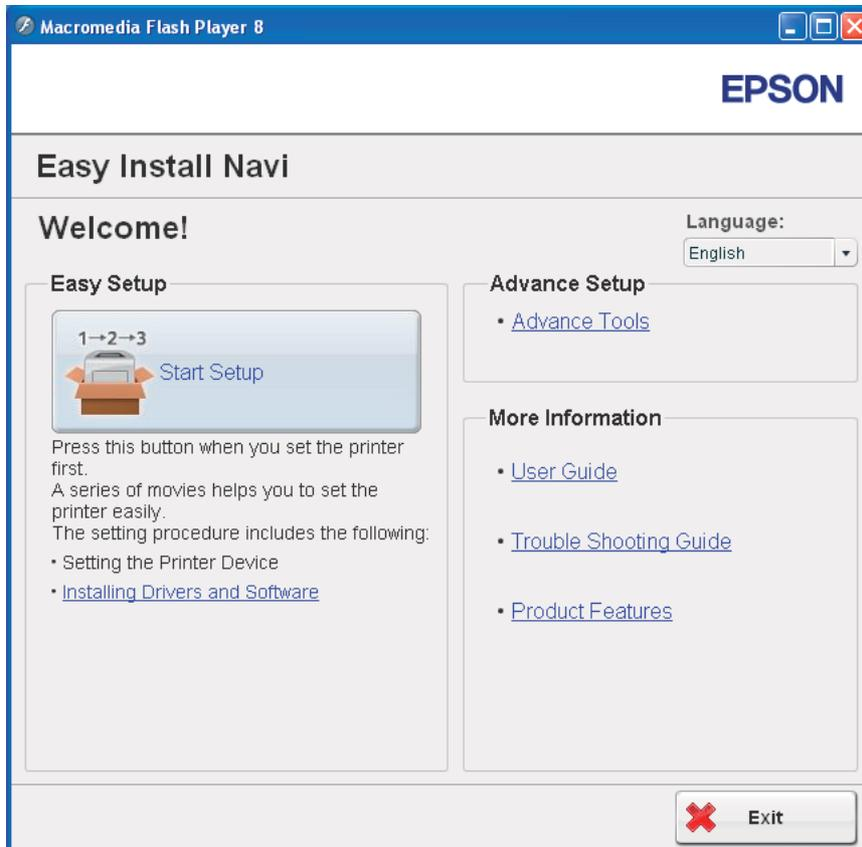 Macromedia Flash Player 8
EPSON
Easy Install Navi
Welcome!
Language:
English
Easy Setup
1→2→3
Start Setup
Press this button when you set the printer
first.
A series of movies helps you to set the
printer easily.
The setting procedure includes the following:
• Setting the Printer Device
• Installing Drivers and Software
Advance Setup
• Advance Tools
More Information
• User Guide
• Trouble Shooting Guide
• Product Features
Exit